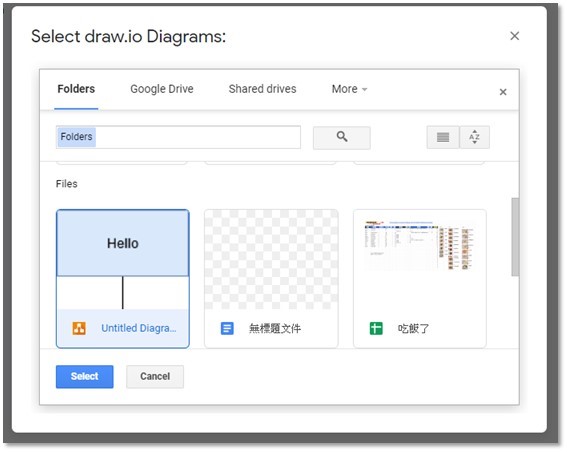 Select draw.io Diagrams:
Folders Google Drive Shared drives More
Folders
Files
Hello
Untitled Diagra... 無標題文件 吃飯了
Select Cancel